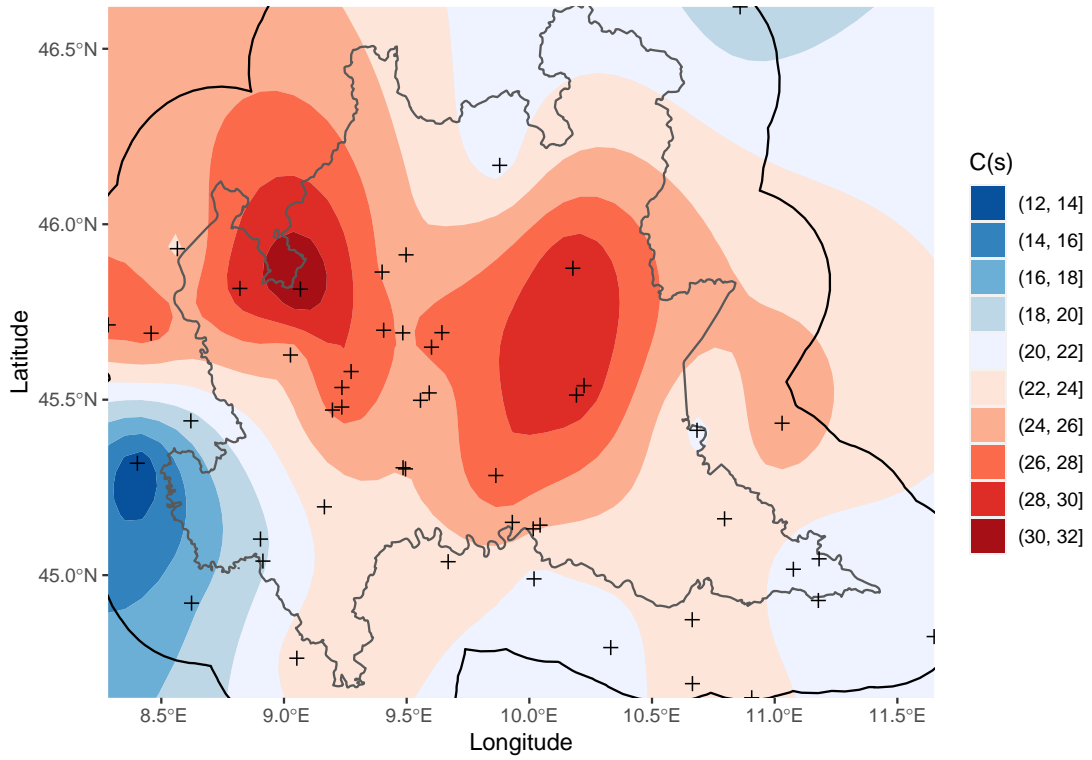 46.5°N
46.0°N
45.5°N
45.0°N
Latitude
8.5°E
9.0°E
9.5°E
10.0°E
10.5°E
11.0°E
11.5°E
Longitude
C(s)
(12, 14]
(14, 16]
(16, 18]
(18, 20]
(20, 22]
(22, 24]
(24, 26]
(26, 28]
(28, 30]
(30, 32]